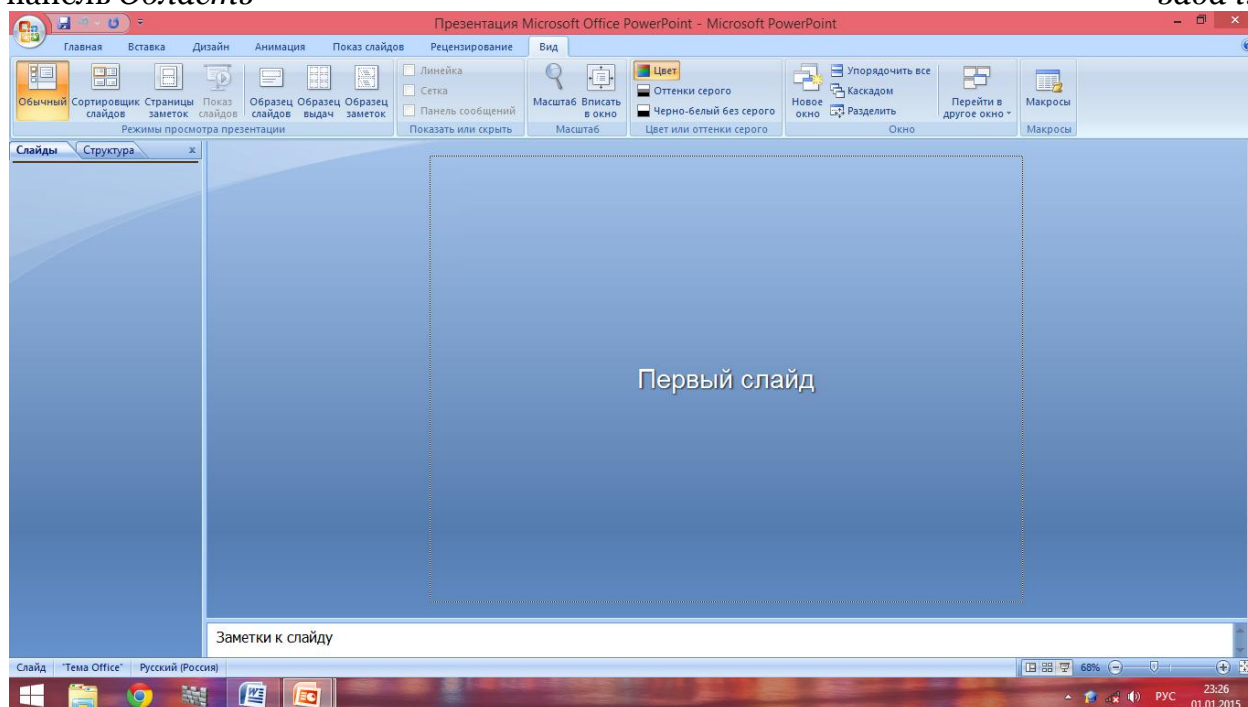 панель Область
Презентация Microsoft Office PowerPoint - Microsoft PowerPoint
Главная Вставка Дизайн Анимация Показ слайдов Рецензирование Вид
Обычный
Сортировщик слайдов
Страницы заметок
Показ слайдов
Образец слайдов
Образец выдач
Образец заметок
Режимы просмотра презентации
Линейка
Сетка
Панель сообщений
Показать или скрыть
Масштаб
Вписать в окно
Масштаб
Цвет
Оттенки серого
Черно-белый без серого
Цвет или оттенки серого
Новое окно
Упорядочить все
Каскадом
Разделить
Перейти в другое окно
Окно
Макросы
Макросы
Слайды Структура x
Первый слайд
Заметки к слайду
Слайд "Тема Office" Русский (Россия) 68%
РУС 23:26
01.01.2015